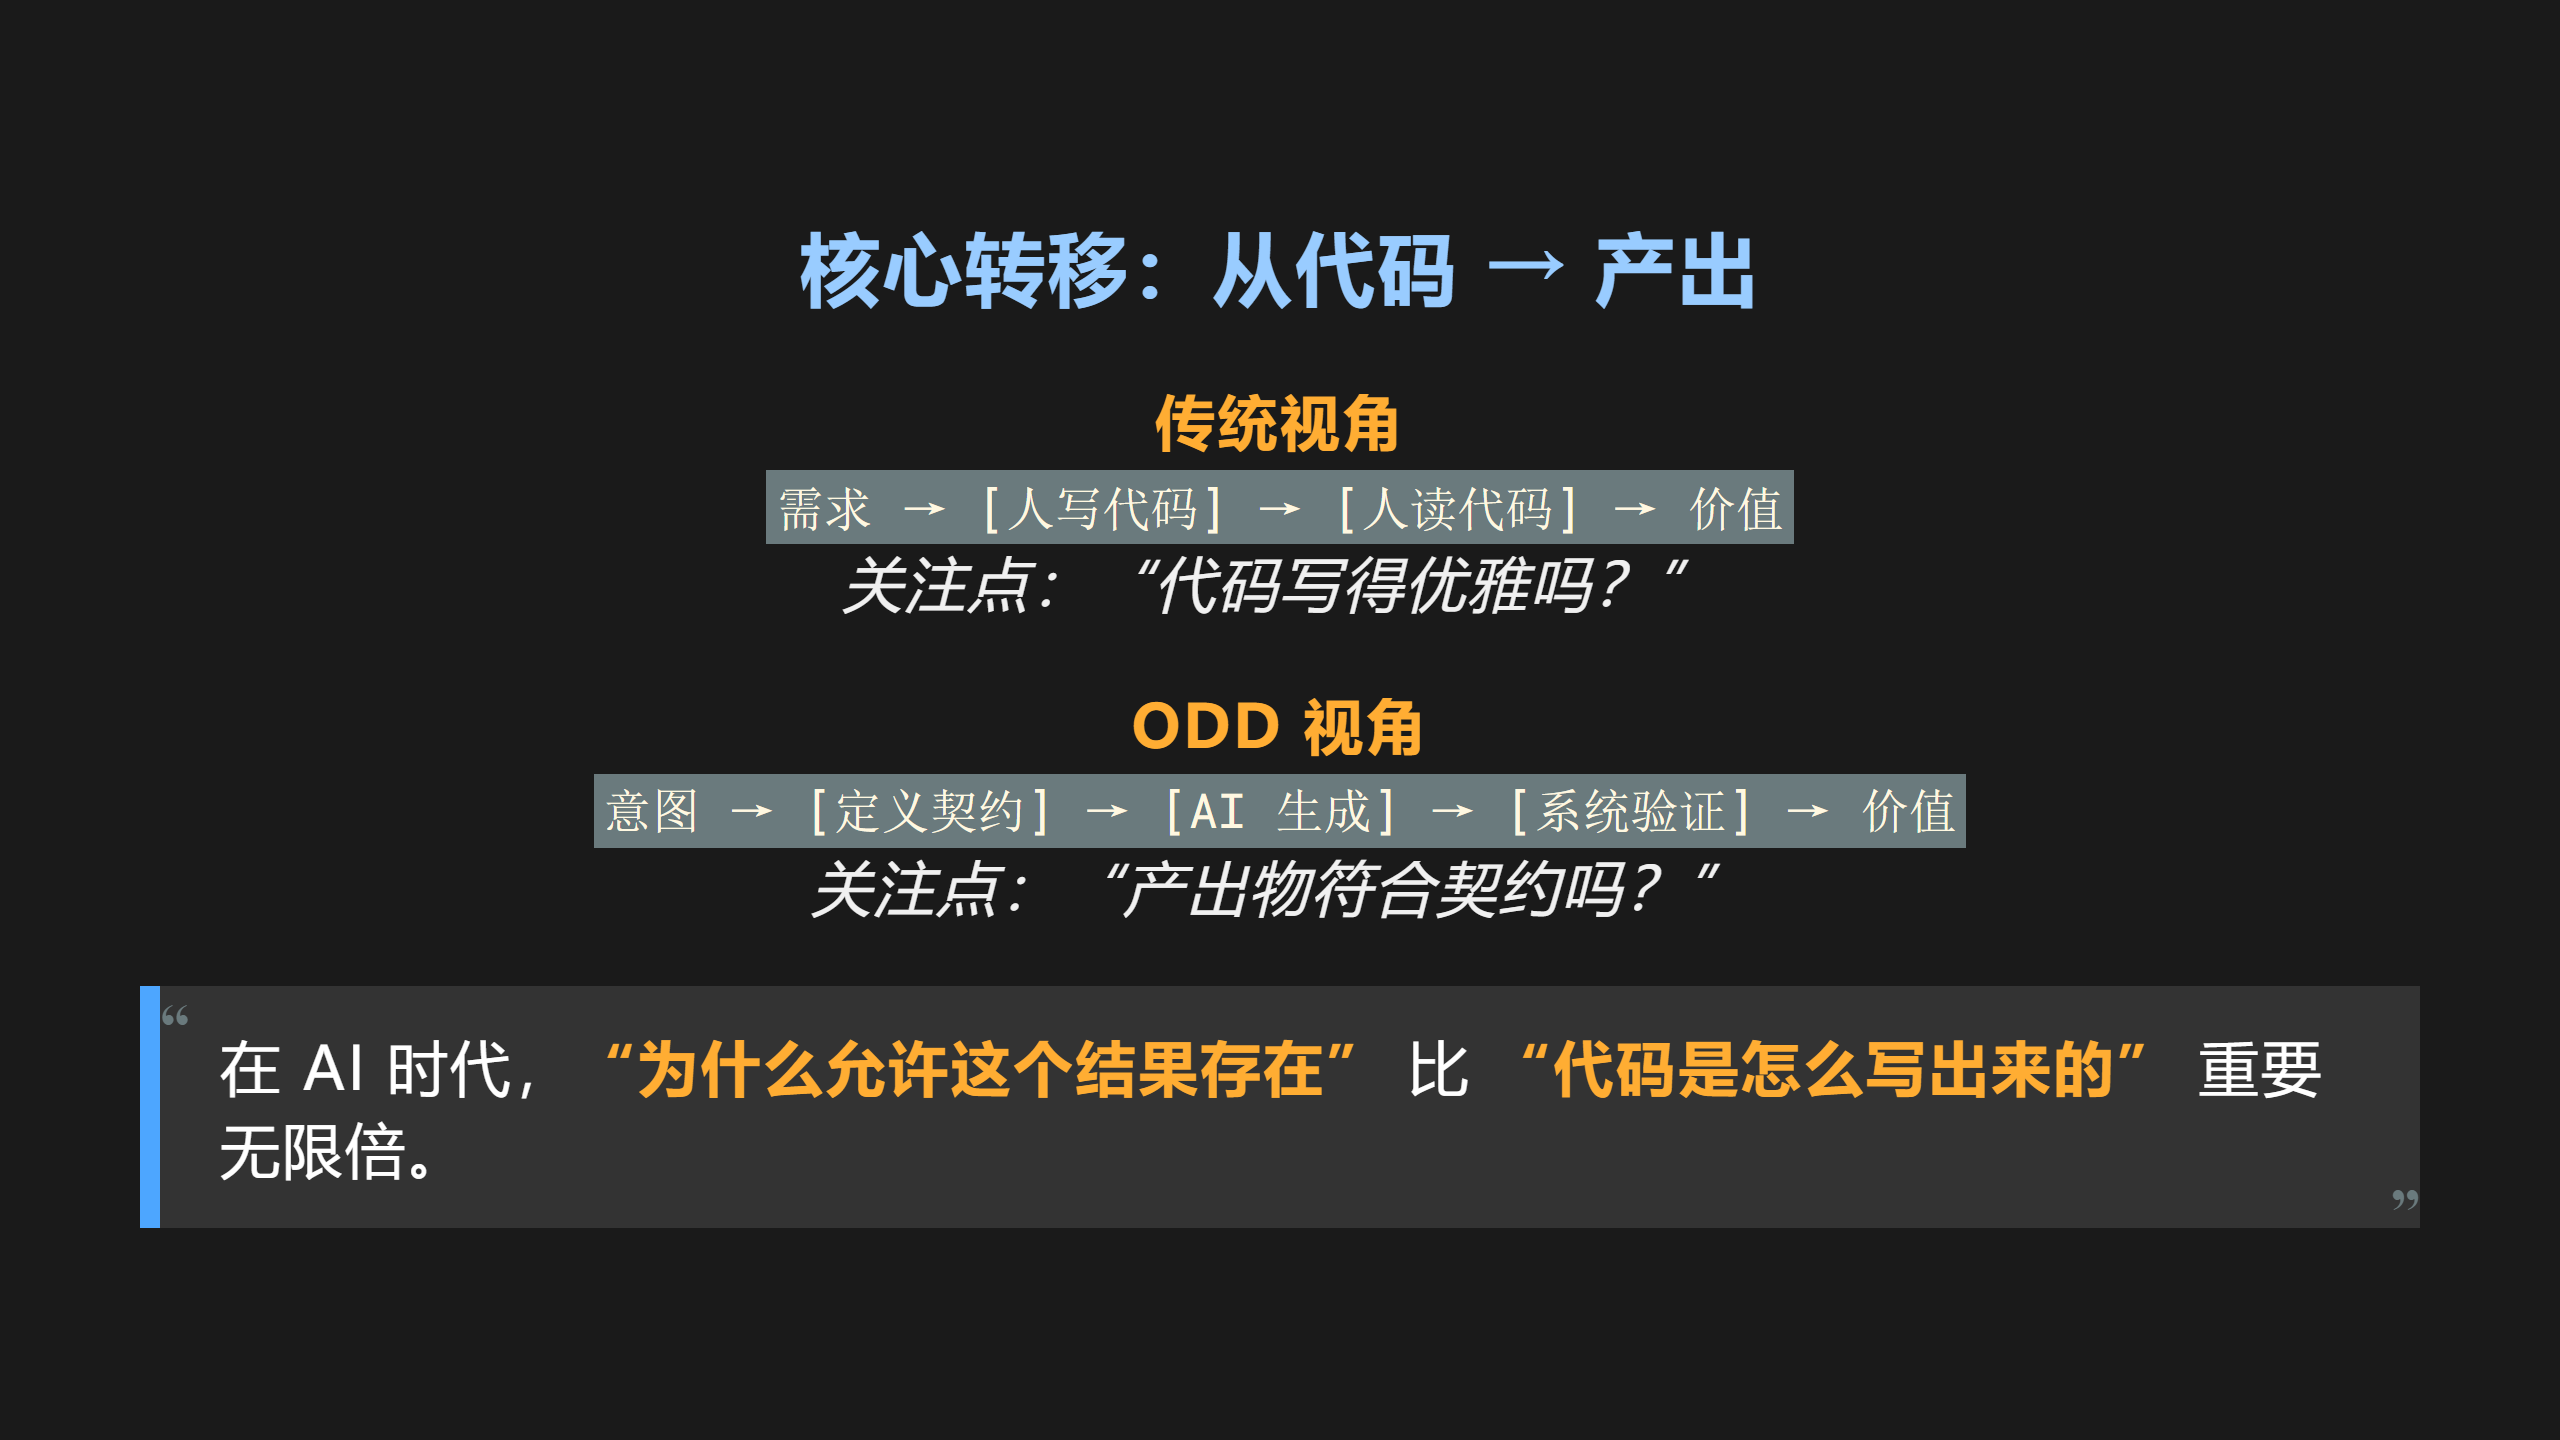 核心转移：从代码 → 产出
传统视角
需求 → [人写代码] → [人读代码] → 价值
关注点：“代码写得优雅吗？”
ODD 视角
意图 → [定义契约] → [AI 生成] → [系统验证] → 价值
关注点：“产出物符合契约吗？”
“
在 AI 时代，“为什么允许这个结果存在” 比 “代码是怎么写出来的” 重要
无限倍。
”